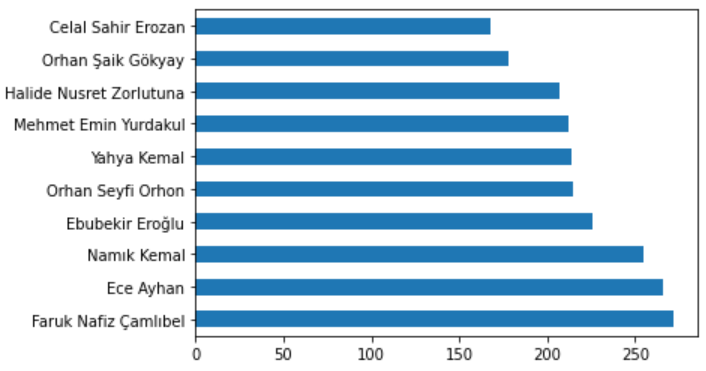 Celal Sahir Erozan
Orhan Şaik Gökyay
Halide Nusret Zorlutuna
Mehmet Emin Yurdakul
Yahya Kemal
Orhan Seyfi Orhon
Ebubekir Eroğlu
Namık Kemal
Ece Ayhan
Faruk Nafiz Çamlıbel
0 50 100 150 200 250